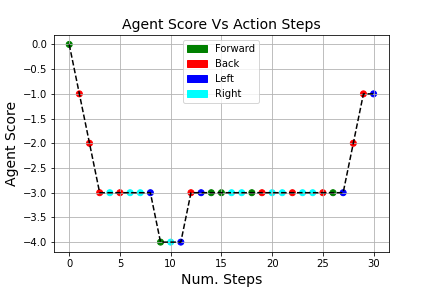 Agent Score Vs Action Steps
0.0
−0.5
−1.0
−1.5
−2.0
−2.5
−3.0
−3.5
−4.0
Agent Score
Forward
Back
Left
Right
0 5 10 15 20 25 30
Num. Steps